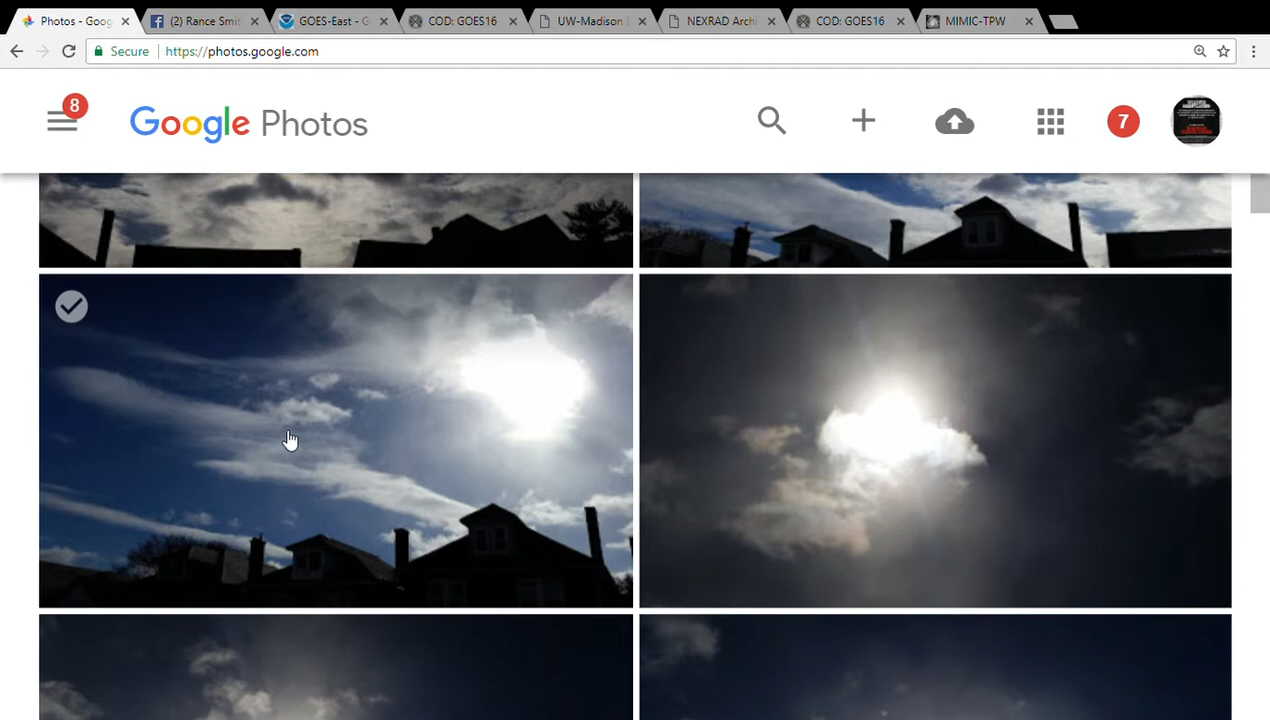 Photos - Goog
(2) Rance Smit
GOES-East - G
COD: GOES16
UW-Madison
NEXRAD Archi
COD: GOES16
MIMIC-TPW
Secure
https://photos.google.com
8
Google Photos
7